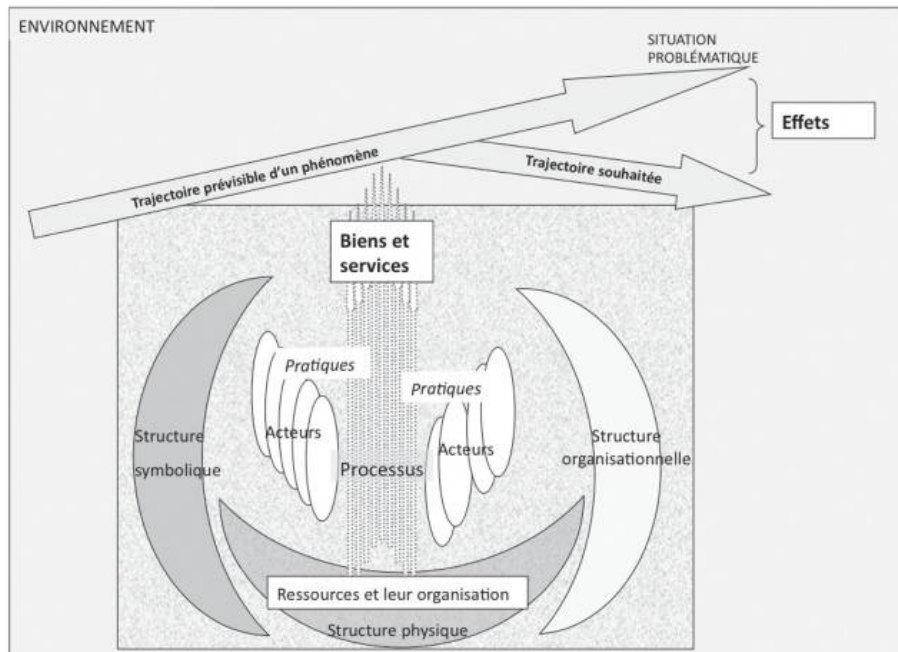 ENVIRONNEMENT
SITUATION
PROBLÉMATIQUE
Effets
Trajectoire prévisible d'un phénomène
Trajectoire souhaitée
Biens et
services
Pratiques
Pratiques
Acteurs
Acteurs
Structure
symbolique
Processus
Structure
organisationnelle
Ressources et leur organisation
Structure physique